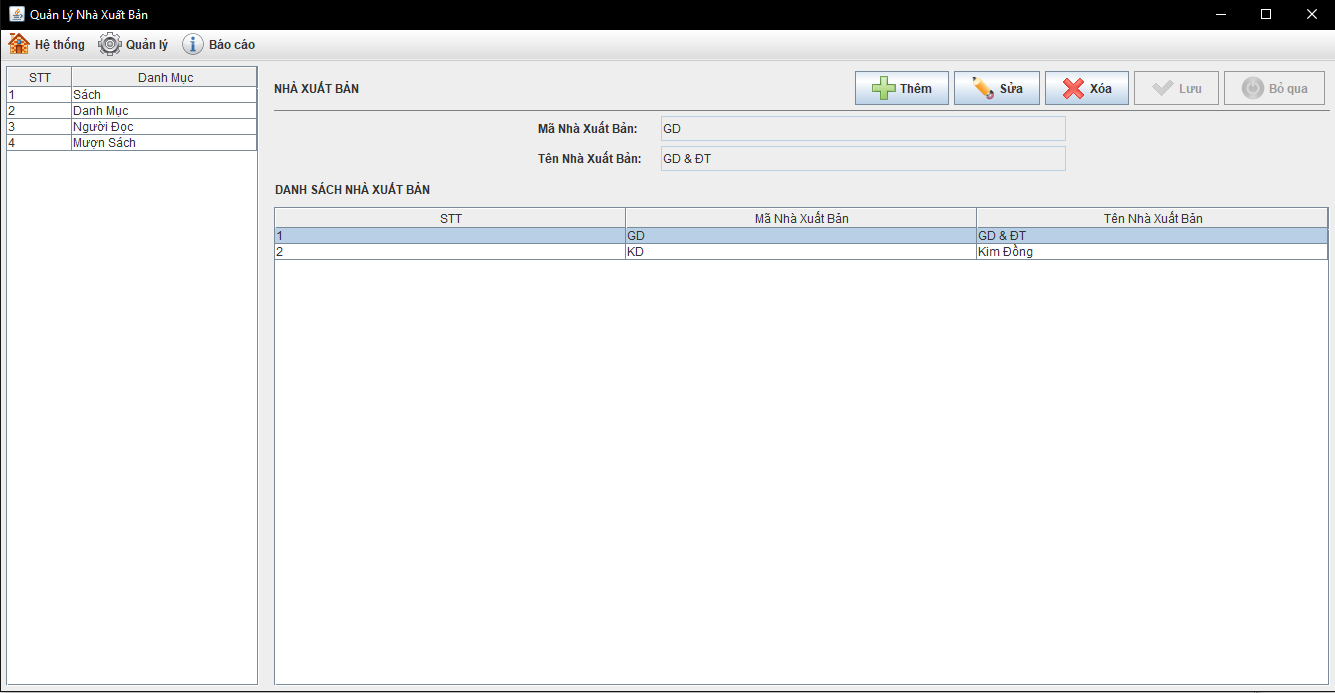 Quản Lý Nhà Xuất Bản
Hệ thống Quản lý Báo cáo
STT Danh Mục
1 Sách
2 Danh Mục
3 Người Đọc
4 Mượn Sách
NHÀ XUẤT BẢN Thêm Sửa Xóa Lưu Bỏ qua
Mã Nhà Xuất Bản: GD
Tên Nhà Xuất Bản: GD & ĐT
DANH SÁCH NHÀ XUẤT BẢN
STT Mã Nhà Xuất Bản Tên Nhà Xuất Bản
1 GD GD & ĐT
2 KD Kim Đồng